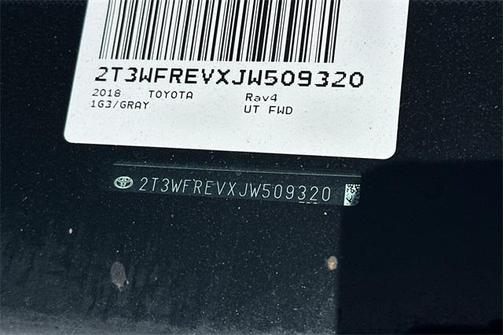 2T3WFREVXJW509320
2018 TOYOTA Rav4
1G3/GRAY UT FWD
2T3WFREVXJW509320